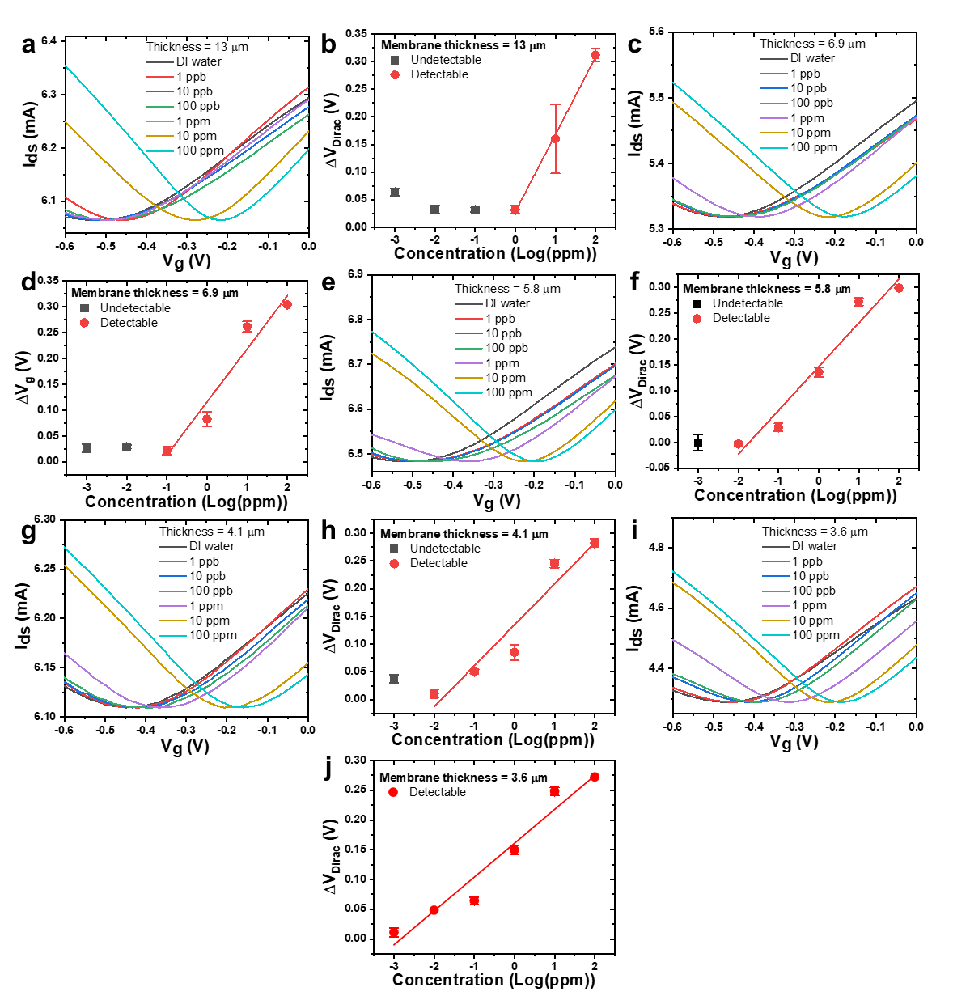 a
6.4
6.3
6.2
6.1
Ids (mA)
Thickness = 13 μm
DI water
1 ppb
10 ppb
100 ppb
1 ppm
10 ppm
100 ppm
-0.6 -0.5 -0.4 -0.3 -0.2 -0.1 0.0
Vg (V)
b
0.35
0.30
0.25
0.20
0.15
0.10
0.05
0.00
ΔVDirac (V)
Membrane thickness = 13 μm
Undetectable
Detectable
-3 -2 -1 0 1 2
Concentration (Log(ppm))
c
5.6
5.5
5.4
5.3
Ids (mA)
Thickness = 6.9 μm
DI water
1 ppb
10 ppb
100 ppb
1 ppm
10 ppm
100 ppm
-0.6 -0.5 -0.4 -0.3 -0.2 -0.1 0.0
Vg (V)
d
0.35
0.30
0.25
0.20
0.15
0.10
0.05
0.00
ΔVg (V)
Membrane thickness = 6.9 μm
Undetectable
Detectable
-3 -2 -1 0 1 2
Concentration (Log(ppm))
e
6.9
6.8
6.7
6.6
6.5
Ids (mA)
Thickness = 5.8 μm
DI water
1 ppb
10 ppb
100 ppb
1 ppm
10 ppm
100 ppm
-0.6 -0.5 -0.4 -0.3 -0.2 -0.1 0.0
Vg (V)
f
0.30
0.25
0.20
0.15
0.10
0.05
0.00
-0.05
ΔVDirac (V)
Membrane thickness = 5.8 μm
Undetectable
Detectable
-3 -2 -1 0 1 2
Concentration (Log(ppm))
g
6.30
6.25
6.20
6.15
6.10
Ids (mA)
Thickness = 4.1 μm
DI water
1 ppb
10 ppb
100 ppb
1 ppm
10 ppm
100 ppm
-0.6 -0.5 -0.4 -0.3 -0.2 -0.1 0.0
Vg (V)
h
0.30
0.25
0.20
0.15
0.10
0.05
0.00
ΔVDirac (V)
Membrane thickness = 4.1 μm
Undetectable
Detectable
-3 -2 -1 0 1 2
Concentration (Log(ppm))
i
4.8
4.6
4.4
Ids (mA)
Thickness = 3.6 μm
DI water
1 ppb
10 ppb
100 ppb
1 ppm
10 ppm
100 ppm
-0.6 -0.5 -0.4 -0.3 -0.2 -0.1 0.0
Vg (V)
j
0.30
0.25
0.20
0.15
0.10
0.05
0.00
ΔVDirac (V)
Membrane thickness = 3.6 μm
Detectable
-3 -2 -1 0 1 2
Concentration (Log(ppm))